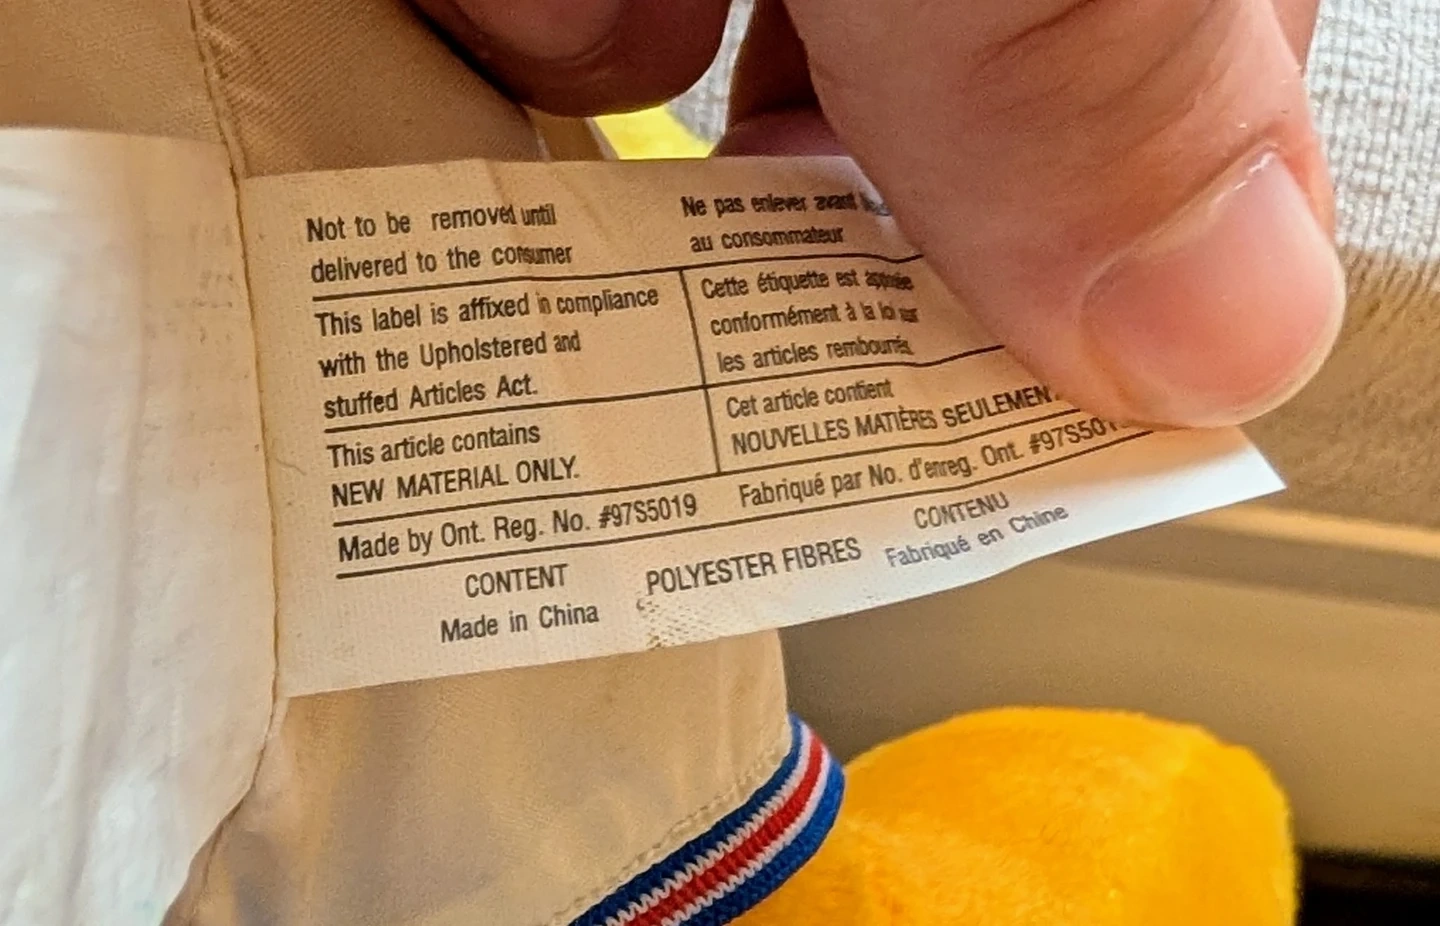 Not to be removed until
delivered to the consumer
Ne pas enlever avant
au consommateur
This label is affixed in compliance
with the Upholstered and
stuffed Articles Act.
Cette étiquette est apposée
conformément à la loi sur
les articles rembourrés
This article contains
NEW MATERIAL ONLY.
Cet article contient
NOUVELLES MATIÈRES SEULEMENT
Made by Ont. Reg. No. #97S5019
Fabriqué par No. d'enreg. Ont. #97S501
CONTENT
POLYESTER FIBRES
CONTENU
Made in China
Fabriqué en Chine